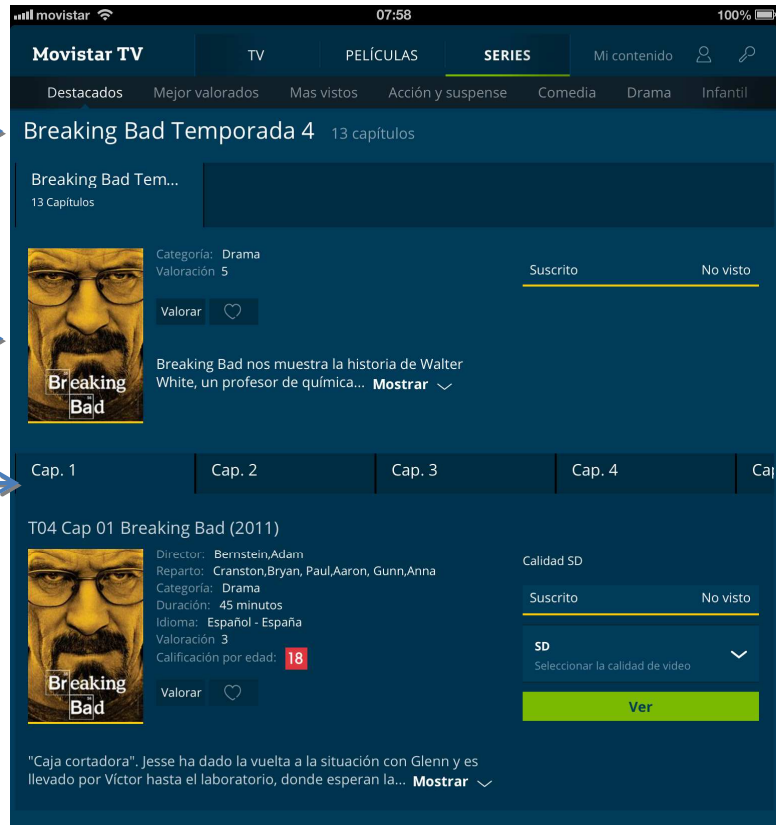 movistar 07:58 100%
Movistar TV TV PELÍCULAS SERIES Mi contenido
Destacados Mejor valorados Mas vistos Acción y suspense Comedia Drama Infantil
Breaking Bad Temporada 4 13 capítulos
Breaking Bad Tem...
13 Capítulos
Categoría: Drama
Valoración 5
Suscrito No visto
Valorar
Breaking Bad nos muestra la historia de Walter
White, un profesor de química... Mostrar
Breaking
Bad
Cap. 1 Cap. 2 Cap. 3 Cap. 4 Cap
T04 Cap 01 Breaking Bad (2011)
Director: Bernstein,Adam
Reparto: Cranston,Bryan, Paul,Aaron, Gunn,Anna
Categoría: Drama
Duración: 45 minutos
Idioma: Español - España
Valoración 3
Calificación por edad: 18
Valorar
Breaking
Bad
Calidad SD
Suscrito No visto
SD
Seleccionar la calidad de video
Ver
"Caja cortadora". Jesse ha dado la vuelta a la situación con Glenn y es
llevado por Víctor hasta el laboratorio, donde esperan la... Mostrar